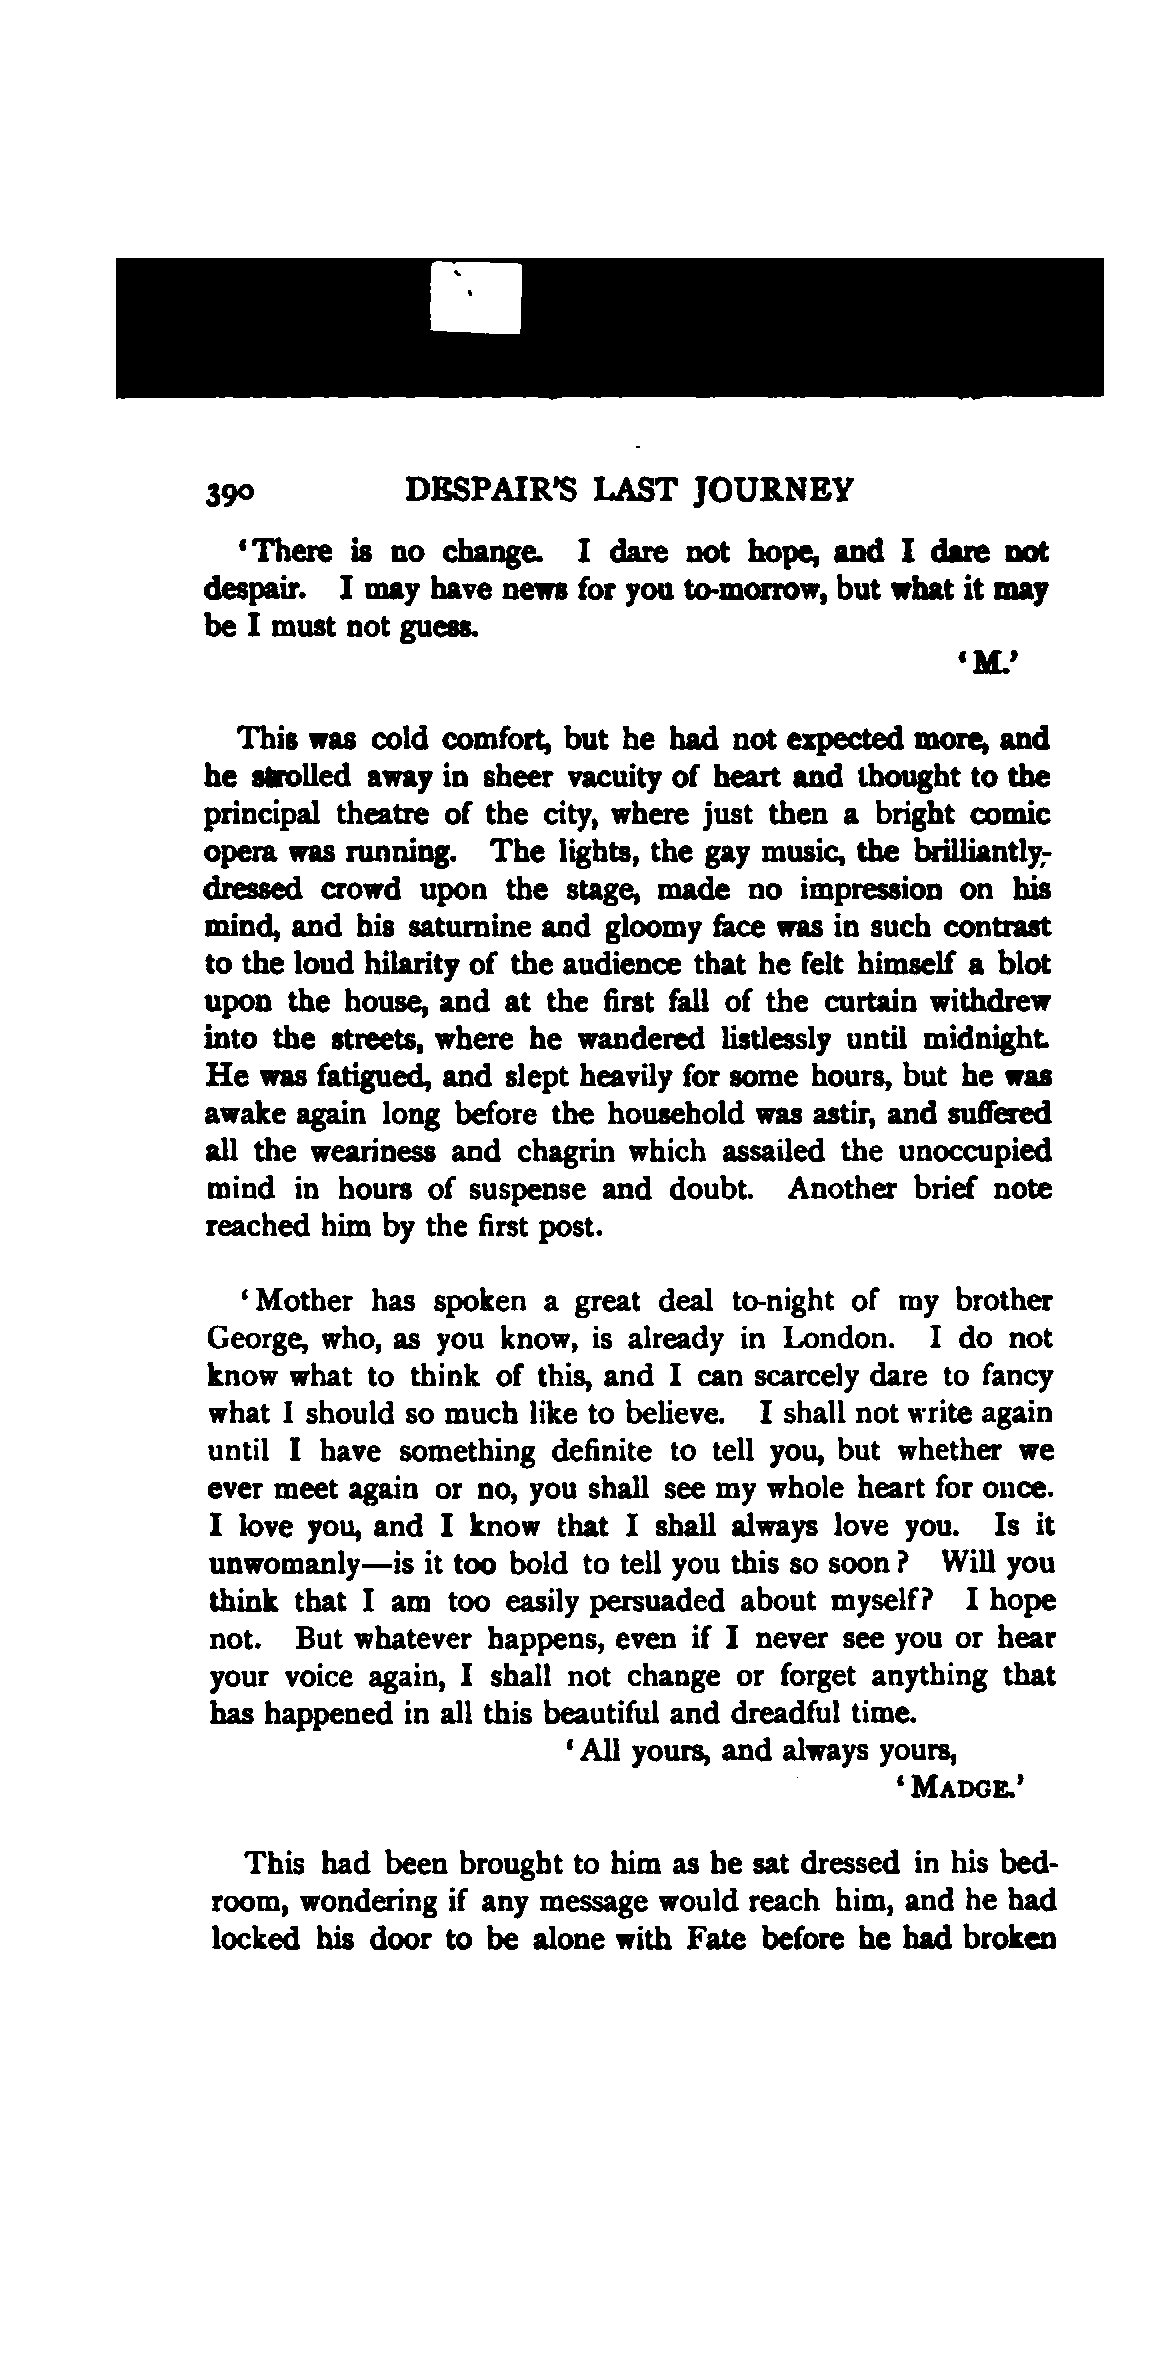 390 DESPAIR'S LAST JOURNEY
‘There is no change. I dare not hope, and I dare not
despair. I may have news for you to-morrow, but what it may
be I must not guess.
‘M.’
This was cold comfort, but he had not expected more, and
he strolled away in sheer vacuity of heart and thought to the
principal theatre of the city, where just then a bright comic
opera was running. The lights, the gay music, the brilliantly-
dressed crowd upon the stage, made no impression on his
mind, and his saturnine and gloomy face was in such contrast
to the loud hilarity of the audience that he felt himself a blot
upon the house, and at the first fall of the curtain withdrew
into the streets, where he wandered listlessly until midnight.
He was fatigued, and slept heavily for some hours, but he was
awake again long before the household was astir, and suffered
all the weariness and chagrin which assailed the unoccupied
mind in hours of suspense and doubt. Another brief note
reached him by the first post.
‘Mother has spoken a great deal to-night of my brother
George, who, as you know, is already in London. I do not
know what to think of this, and I can scarcely dare to fancy
what I should so much like to believe. I shall not write again
until I have something definite to tell you, but whether we
ever meet again or no, you shall see my whole heart for once.
I love you, and I know that I shall always love you. Is it
unwomanly—is it too bold to tell you this so soon? Will you
think that I am too easily persuaded about myself? I hope
not. But whatever happens, even if I never see you or hear
your voice again, I shall not change or forget anything that
has happened in all this beautiful and dreadful time.
‘All yours, and always yours,
‘MADGE.’
This had been brought to him as he sat dressed in his bed-
room, wondering if any message would reach him, and he had
locked his door to be alone with Fate before he had broken